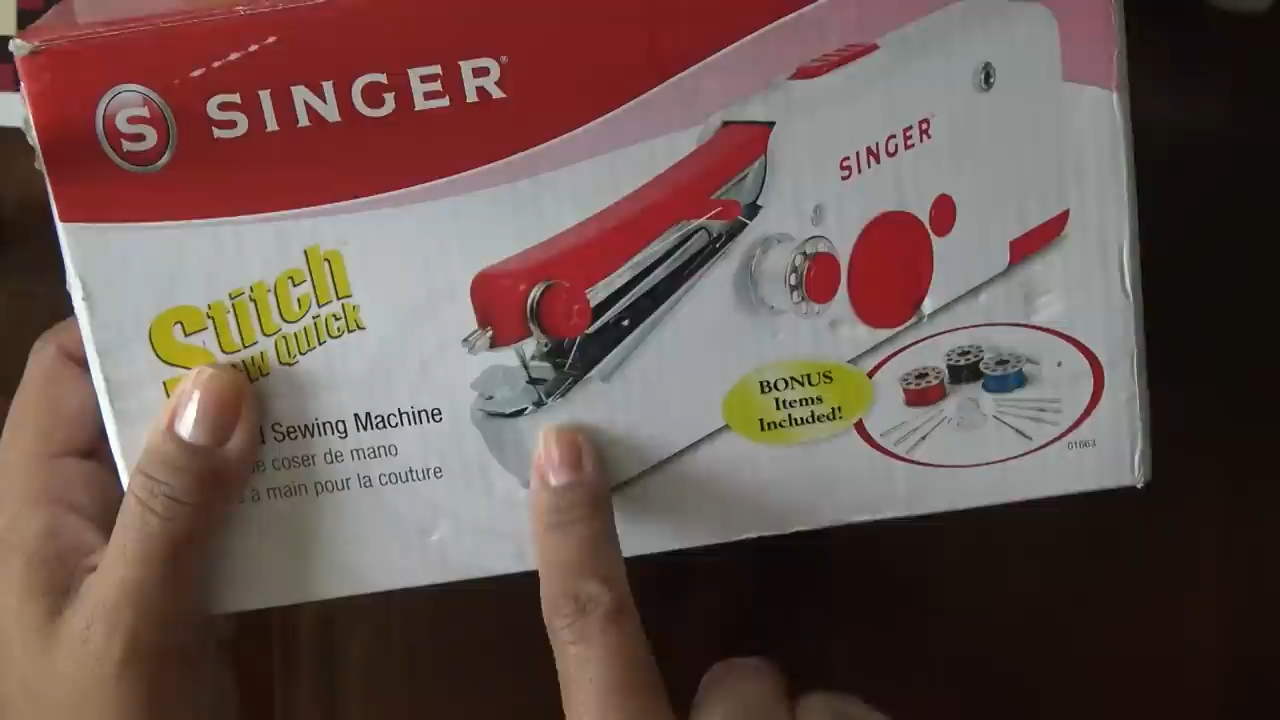 S SINGER®
SINGER
Stitch
Quick
Sewing Machine
coser de mano
a main pour la couture
BONUS
Items
Included!
01663